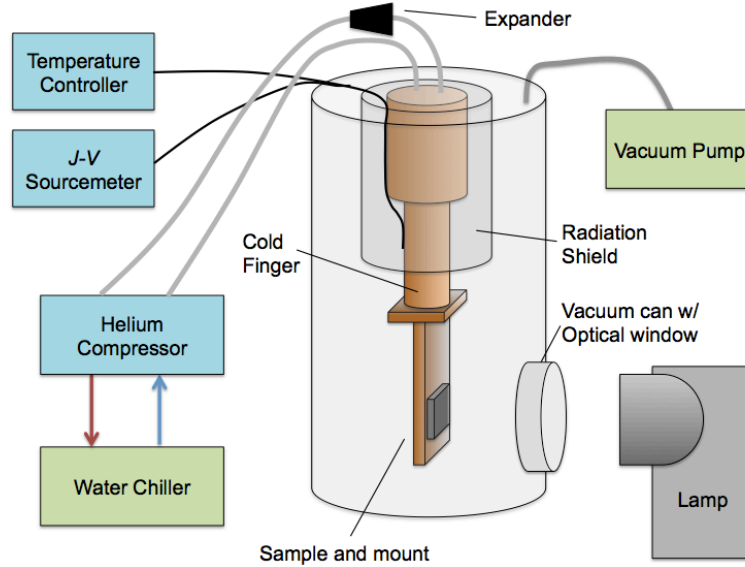 Expander
Temperature
Controller
J-V
Sourcemeter
Vacuum Pump
Cold
Finger
Radiation
Shield
Helium
Compressor
Vacuum can w/
Optical window
Water Chiller
Lamp
Sample and mount